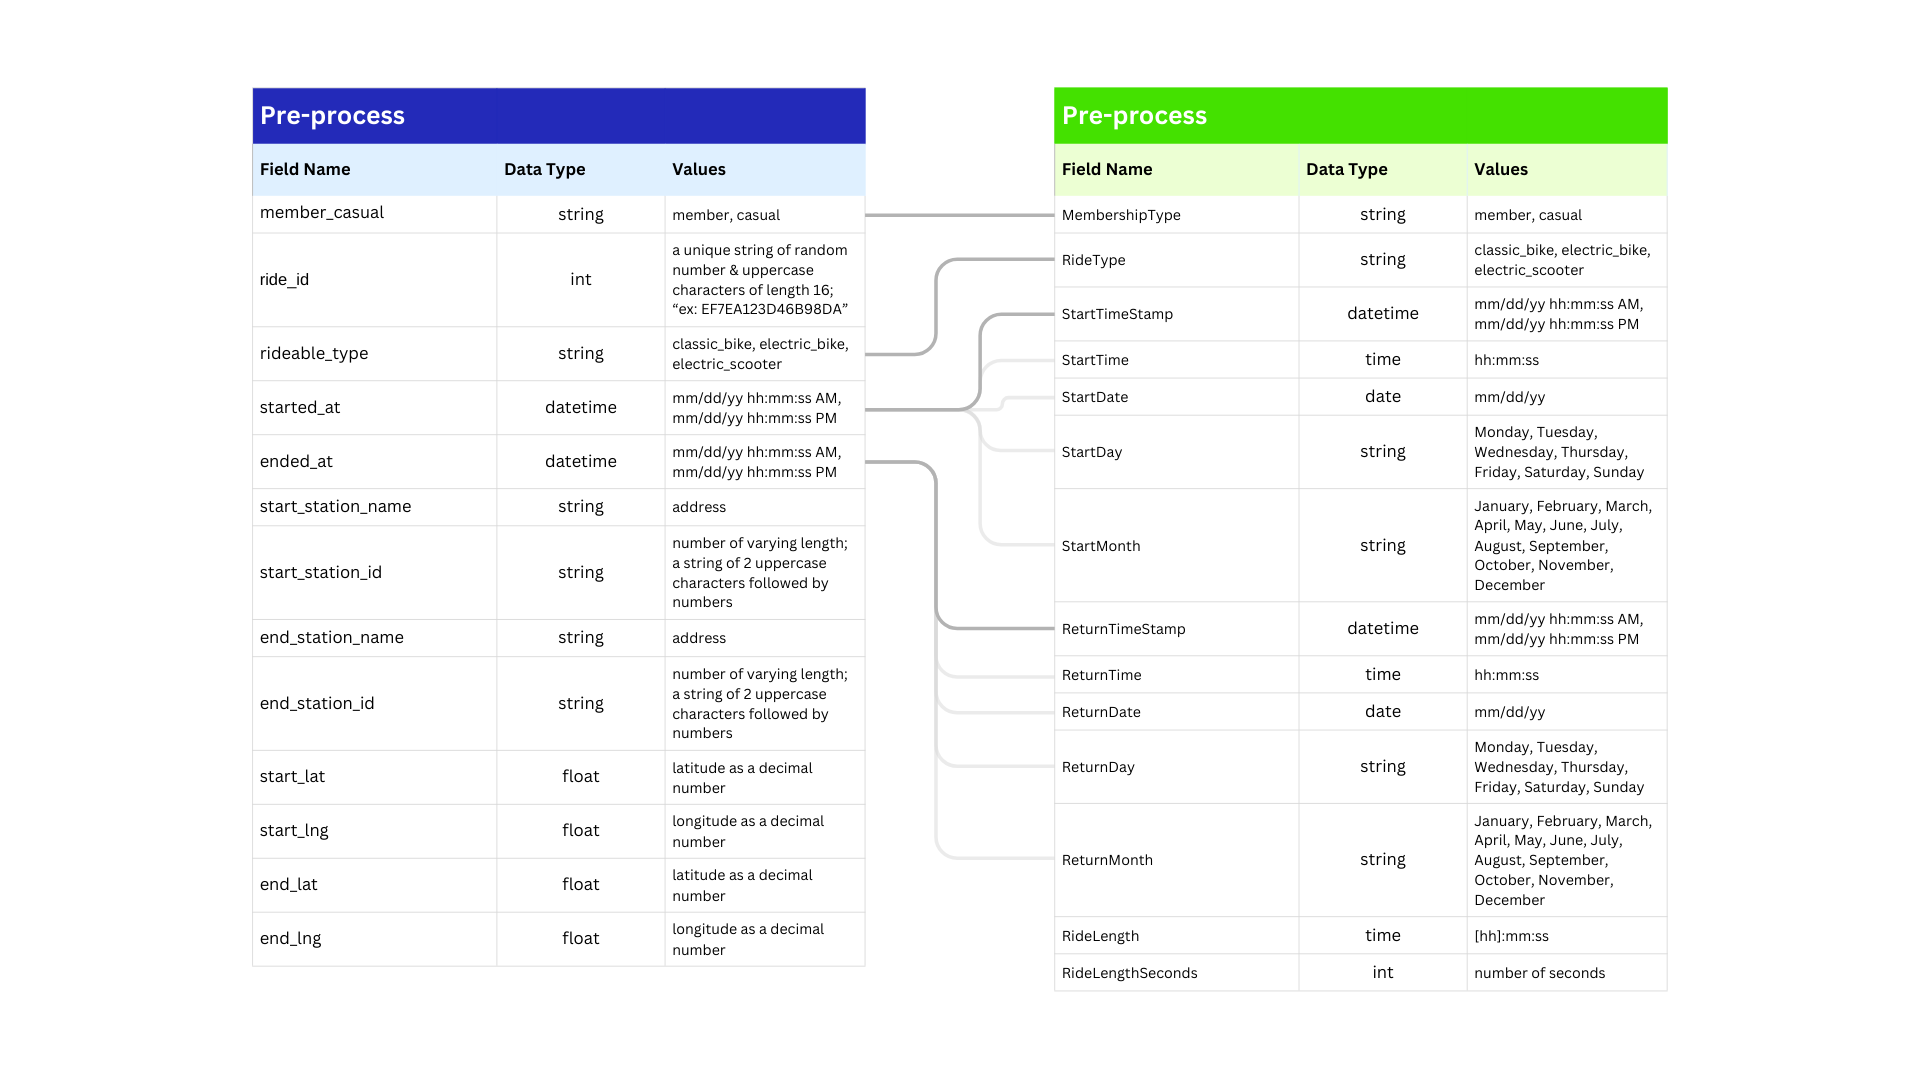 Pre-process
Field Name Data Type Values
member_casual string member, casual
ride_id int a unique string of random
number & uppercase
characters of length 16;
“ex: EF7EA123D46B98DA”
rideable_type string classic_bike, electric_bike,
electric_scooter
started_at datetime mm/dd/yy hh:mm:ss AM,
mm/dd/yy hh:mm:ss PM
ended_at datetime mm/dd/yy hh:mm:ss AM,
mm/dd/yy hh:mm:ss PM
start_station_name string address
start_station_id string number of varying length;
a string of 2 uppercase
characters followed by
numbers
end_station_name string address
end_station_id string number of varying length;
a string of 2 uppercase
characters followed by
numbers
start_lat float latitude as a decimal
number
start_lng float longitude as a decimal
number
end_lat float latitude as a decimal
number
end_lng float longitude as a decimal
number
Pre-process
Field Name Data Type Values
MembershipType string member, casual
RideType string classic_bike, electric_bike,
electric_scooter
StartTimeStamp datetime mm/dd/yy hh:mm:ss AM,
mm/dd/yy hh:mm:ss PM
StartTime time hh:mm:ss
StartDate date mm/dd/yy
StartDay string Monday, Tuesday,
Wednesday, Thursday,
Friday, Saturday, Sunday
StartMonth string January, February, March,
April, May, June, July,
August, September,
October, November,
December
ReturnTimeStamp datetime mm/dd/yy hh:mm:ss AM,
mm/dd/yy hh:mm:ss PM
ReturnTime time hh:mm:ss
ReturnDate date mm/dd/yy
ReturnDay string Monday, Tuesday,
Wednesday, Thursday,
Friday, Saturday, Sunday
ReturnMonth string January, February, March,
April, May, June, July,
August, September,
October, November,
December
RideLength time [hh]:mm:ss
RideLengthSeconds int number of seconds